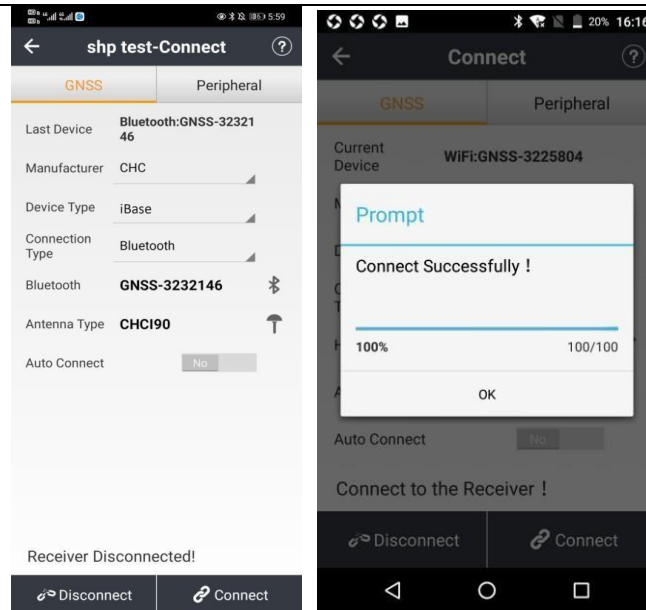 5:59
shp test-Connect
GNSS Peripheral
Last Device Bluetooth:GNSS-32321
46
Manufacturer CHC
Device Type iBase
Connection
Type Bluetooth
Bluetooth GNSS-3232146
Antenna Type CHCI90
Auto Connect No
Receiver Disconnected!
Disconnect Connect
20% 16:16
Connect
GNSS Peripheral
Current
Device WiFi:GNSS-3225804
Prompt
Connect Successfully！
100% 100/100
OK
Auto Connect No
Connect to the Receiver！
Disconnect Connect